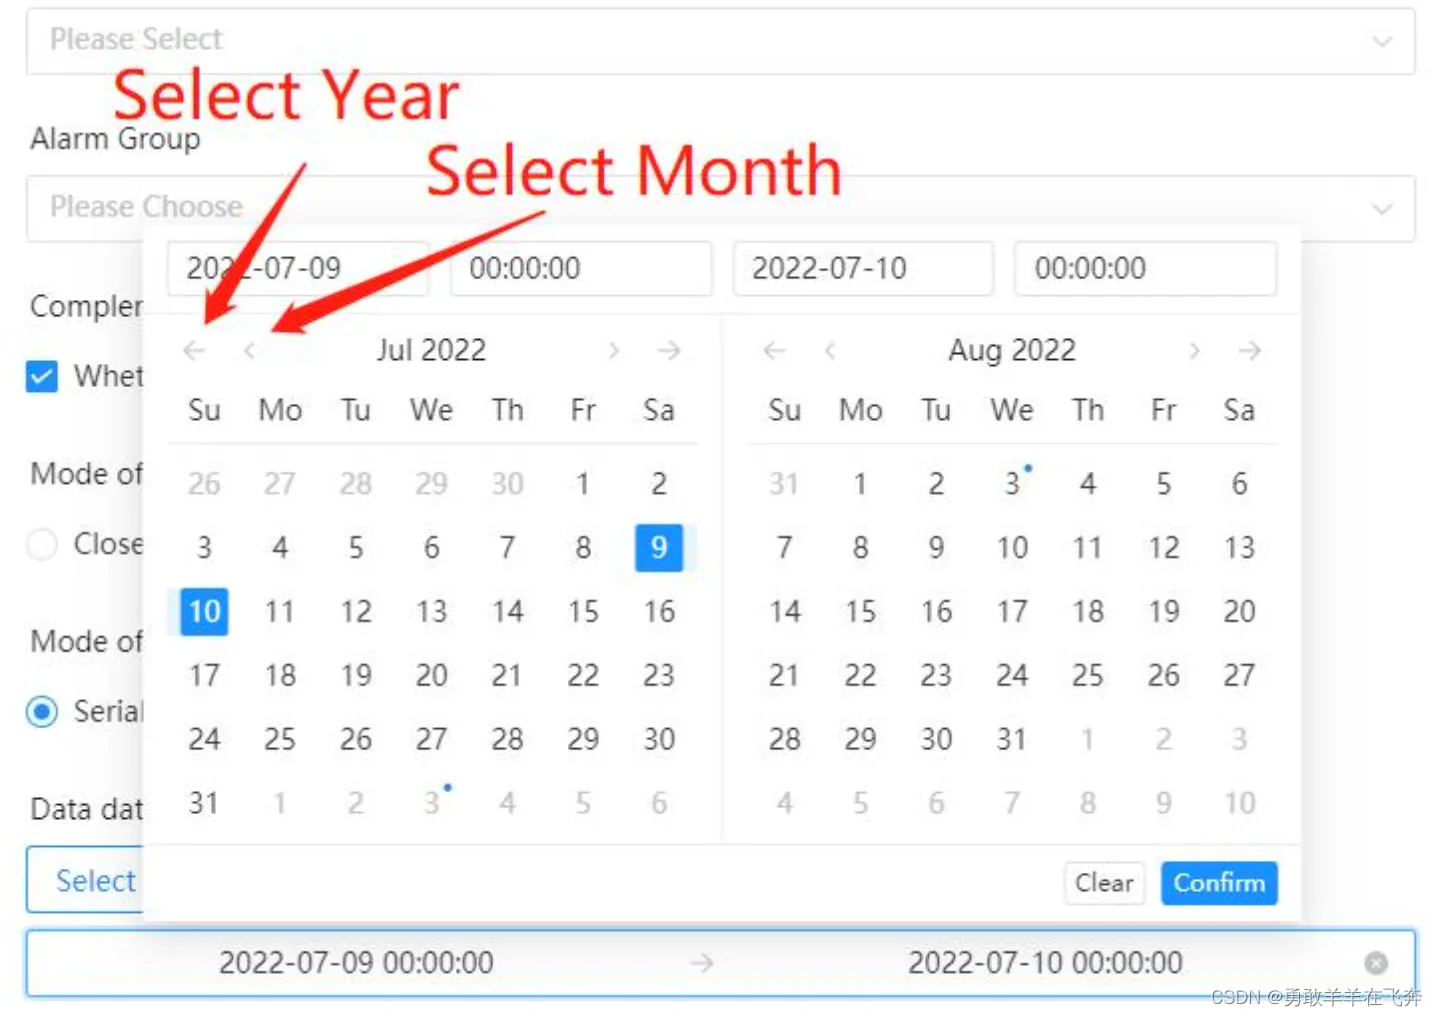 Please Select
Select Year
Alarm Group
Select Month
Please Choose
2022-07-09 00:00:00 2022-07-10 00:00:00
Complem
Jul 2022 Aug 2022
Whet
Su Mo Tu We Th Fr Sa Su Mo Tu We Th Fr Sa
Mode of
26 27 28 29 30 1 2 31 1 2 3 4 5 6
Close
3 4 5 6 7 8 9 7 8 9 10 11 12 13
10 11 12 13 14 15 16 14 15 16 17 18 19 20
Mode of
17 18 19 20 21 22 23 21 22 23 24 25 26 27
Serial
24 25 26 27 28 29 30 28 29 30 31 1 2 3
Data dat
31 1 2 3 4 5 6 4 5 6 7 8 9 10
Select
Clear Confirm
2022-07-09 00:00:00 → 2022-07-10 00:00:00
CSDN @勇敢羊羊在飞奔